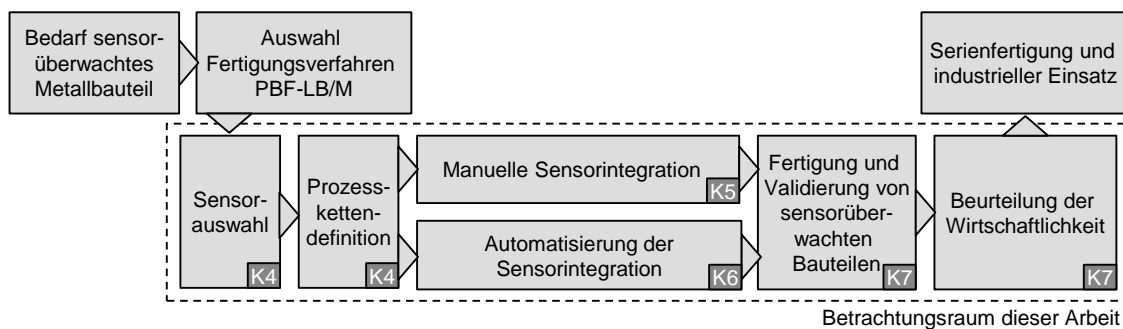 Bedarf sensor-
überwachtes
Metallbauteil
Auswahl
Fertigungsverfahren
PBF-LB/M
Serienfertigung und
industrieller Einsatz
Sensor-
auswahl
K4
Prozess-
ketten-
definition
K4
Manuelle Sensorintegration
K5
Automatisierung der
Sensorintegration
K6
Fertigung und
Validierung von
sensorüber-
wachten
Bauteilen
K7
Beurteilung der
Wirtschaftlichkeit
K7
Betrachtungsraum dieser Arbeit